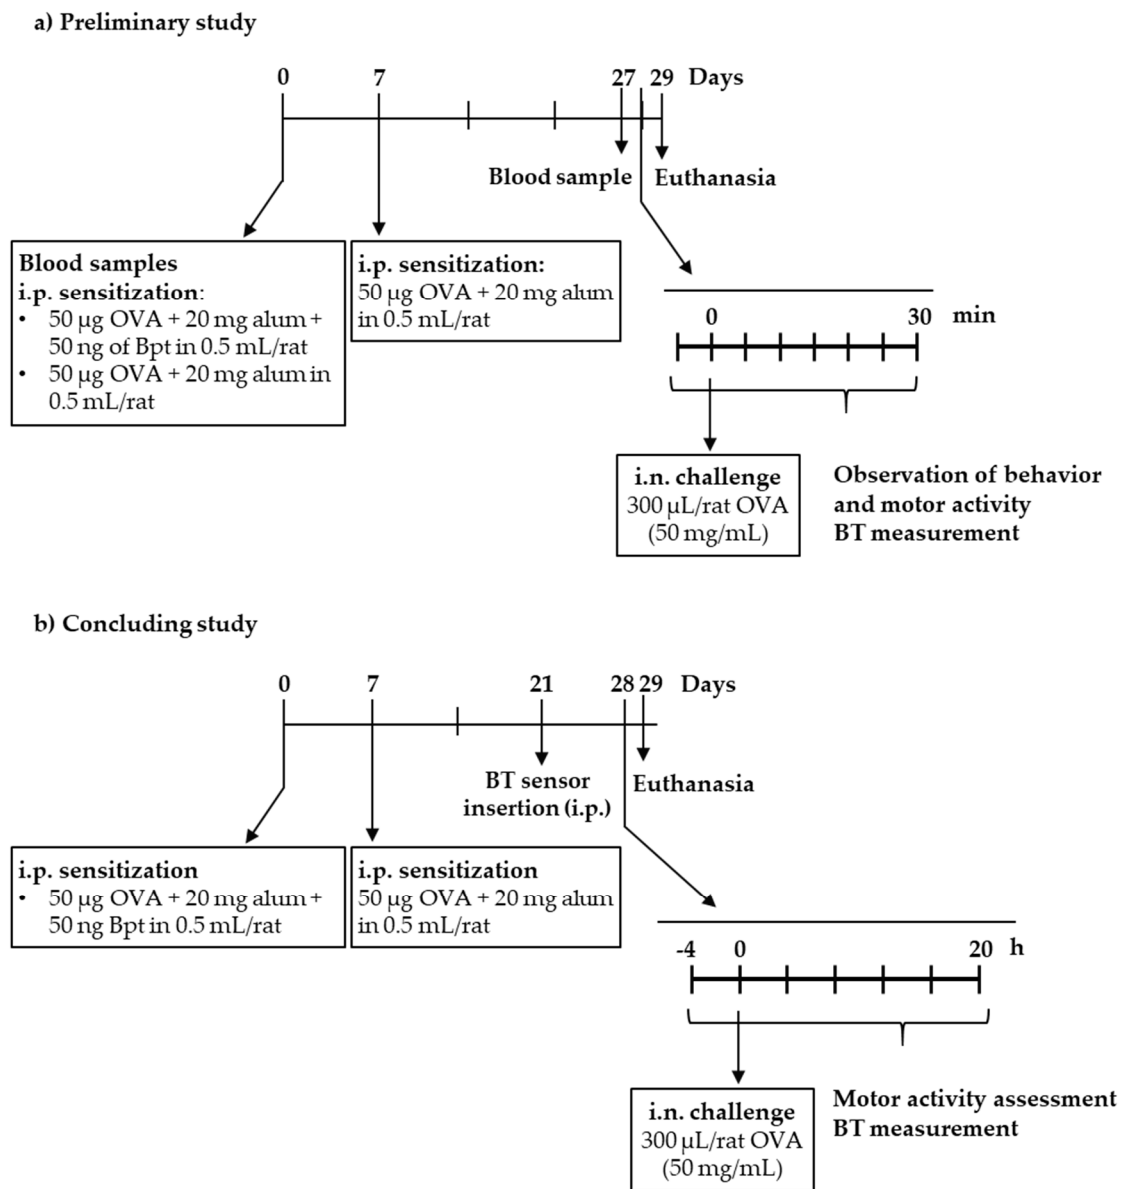 a) Preliminary study
0 7 27 29 Days
Blood sample Euthanasia
Blood samples
i.p. sensitization:
• 50 µg OVA + 20 mg alum +
50 ng of Bpt in 0.5 mL/rat
• 50 µg OVA + 20 mg alum in
0.5 mL/rat
i.p. sensitization:
50 µg OVA + 20 mg alum
in 0.5 mL/rat
0 30 min
i.n. challenge
300 µL/rat OVA
(50 mg/mL)
Observation of behavior
and motor activity
BT measurement
b) Concluding study
0 7 21 28 29 Days
BT sensor
insertion (i.p.)
Euthanasia
i.p. sensitization
• 50 µg OVA + 20 mg alum +
50 ng Bpt in 0.5 mL/rat
i.p. sensitization
50 µg OVA + 20 mg alum
in 0.5 mL/rat
-4 0 20 h
i.n. challenge
300 µL/rat OVA
(50 mg/mL)
Motor activity assessment
BT measurement